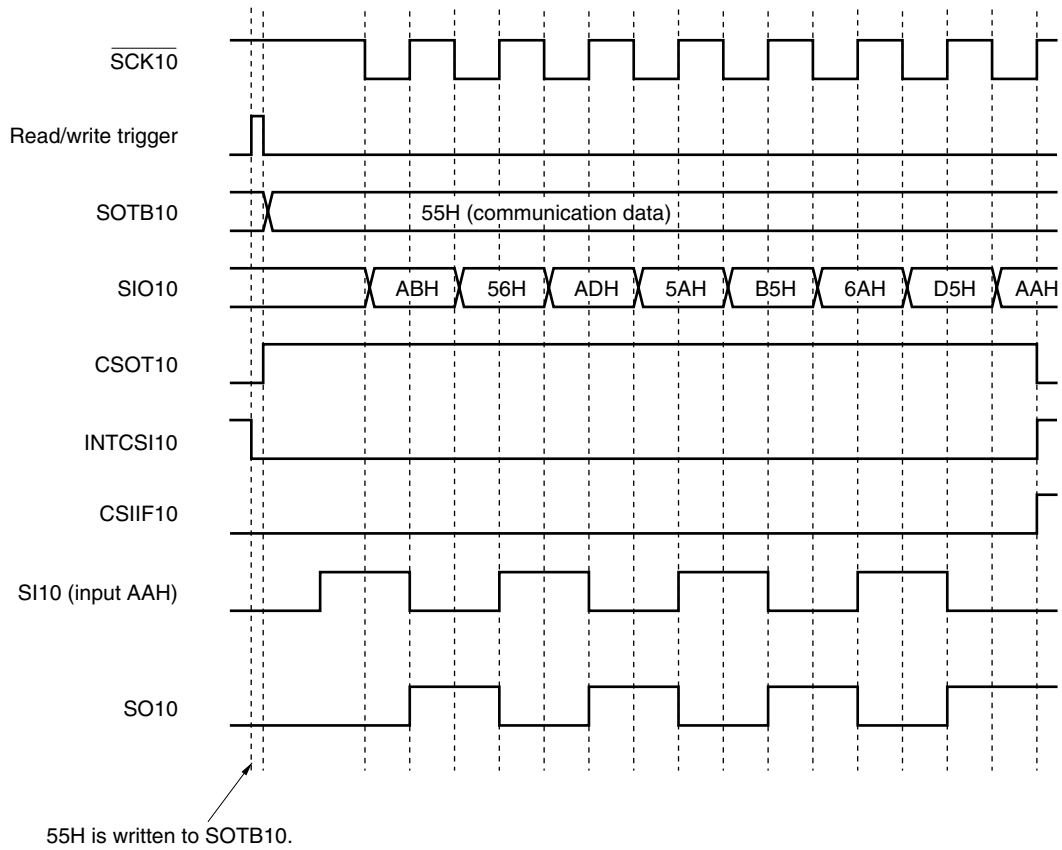 SCK10
Read/write trigger
SOTB10
55H (communication data)
SIO10
ABH 56H ADH 5AH B5H 6AH D5H AAH
CSOT10
INTCSI10
CSIIF10
SI10 (input AAH)
SO10
55H is written to SOTB10.